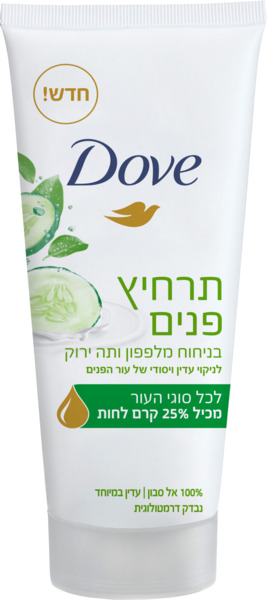 חדש!
Dove
תרחיץ
פנים
בניחוח מלפפון ותה ירוק
לניקוי עדין ויסודי של עור הפנים
לכל סוגי העור
מכיל 25% קרם לחות
100% אל סבון | עדין במיוחד
נבדק דרמטולוגית